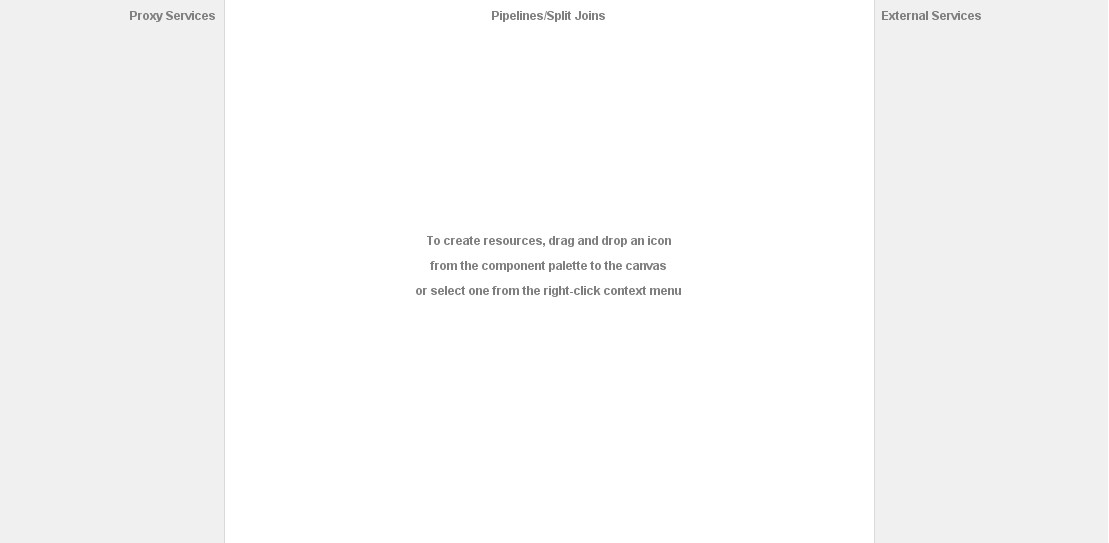 Proxy Services
Pipelines/Split Joins
External Services
To create resources, drag and drop an icon
from the component palette to the canvas
or select one from the right-click context menu